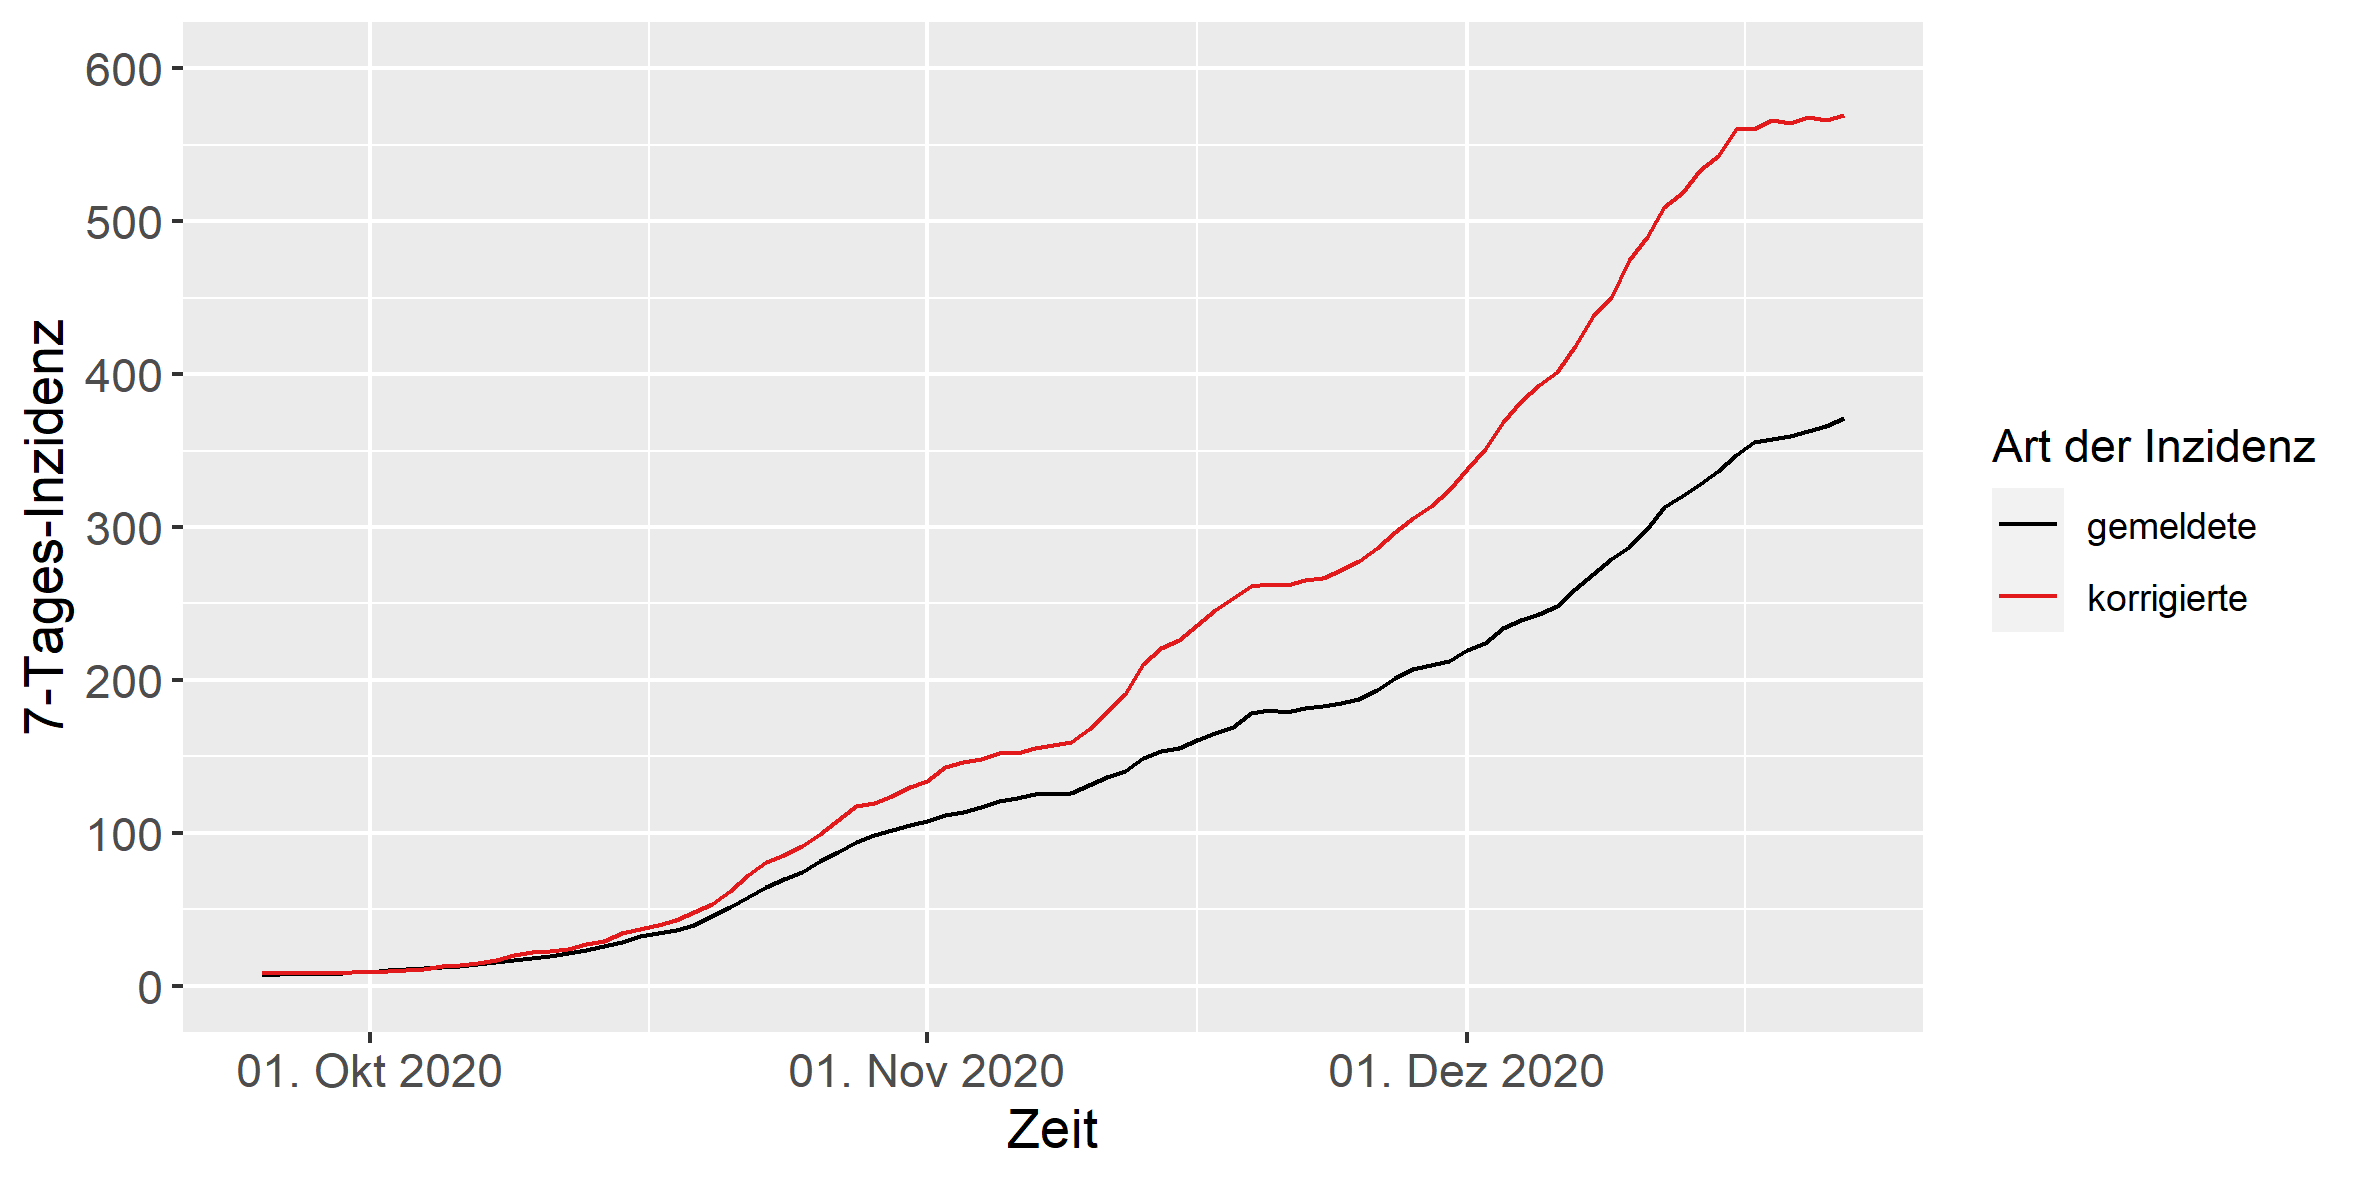 600
500
400
300
200
100
0
7-Tages-Inzidenz
01. Okt 2020
01. Nov 2020
01. Dez 2020
Zeit
Art der Inzidenz
gemeldete
korrigierte